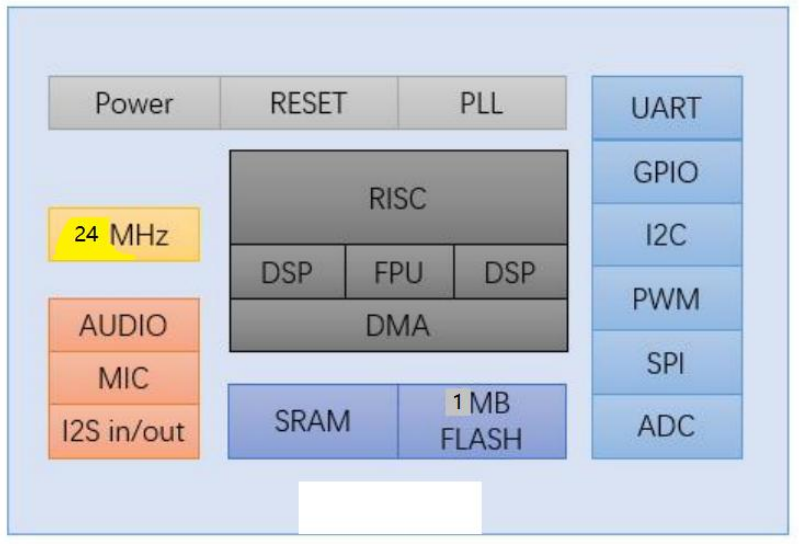 Power
RESET
PLL
UART
GPIO
I2C
PWM
SPI
ADC
RISC
24 MHz
DSP
FPU
DSP
DMA
AUDIO
MIC
I2S in/out
SRAM
1 MB
FLASH